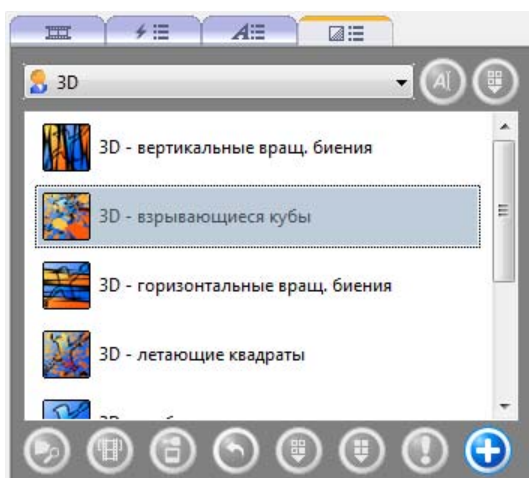 3D
3D - вертикальные вращ. биения
3D - взрывающиеся кубы
3D - горизонтальные вращ. биения
3D - летающие квадраты